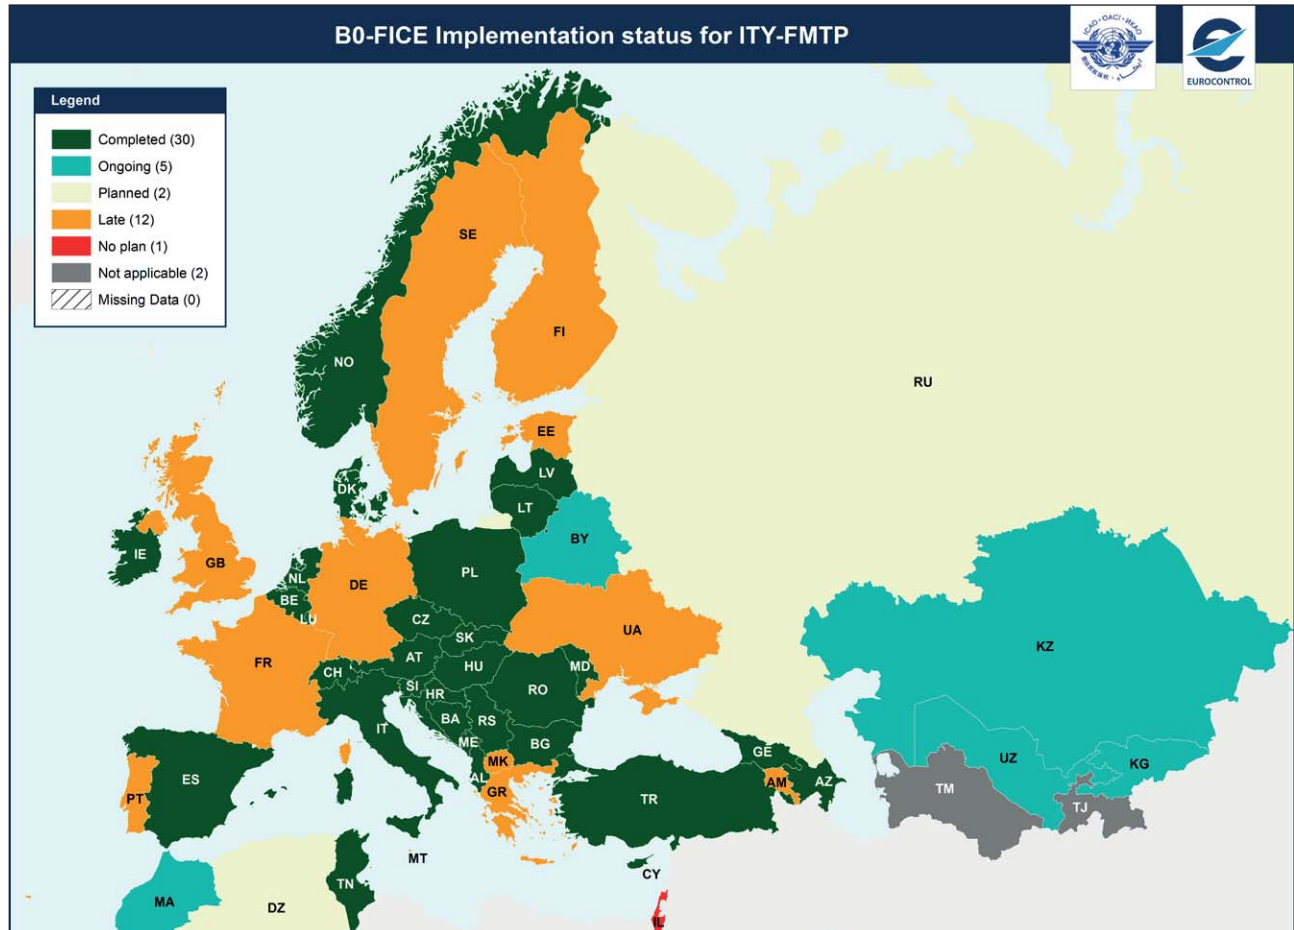 B0-FICE Implementation status for ITY-FMTP
ICAO · OACI · ИКАО
EUROCONTROL
Legend
Completed (30)
Ongoing (5)
Planned (2)
Late (12)
No plan (1)
Not applicable (2)
Missing Data (0)
SE
FI
NO
RU
EE
LV
DK
LT
BY
IE
GB
NL
DE
PL
BE
LU
CZ
UA
SK
KZ
FR
AT
HU
MD
CH
SI
HR
RO
IT
BA
RS
ME
BG
GE
UZ
KG
MK
ES
AL
AM
AZ
PT
GR
TR
TM
TJ
MT
CY
TN
MA
DZ
IL